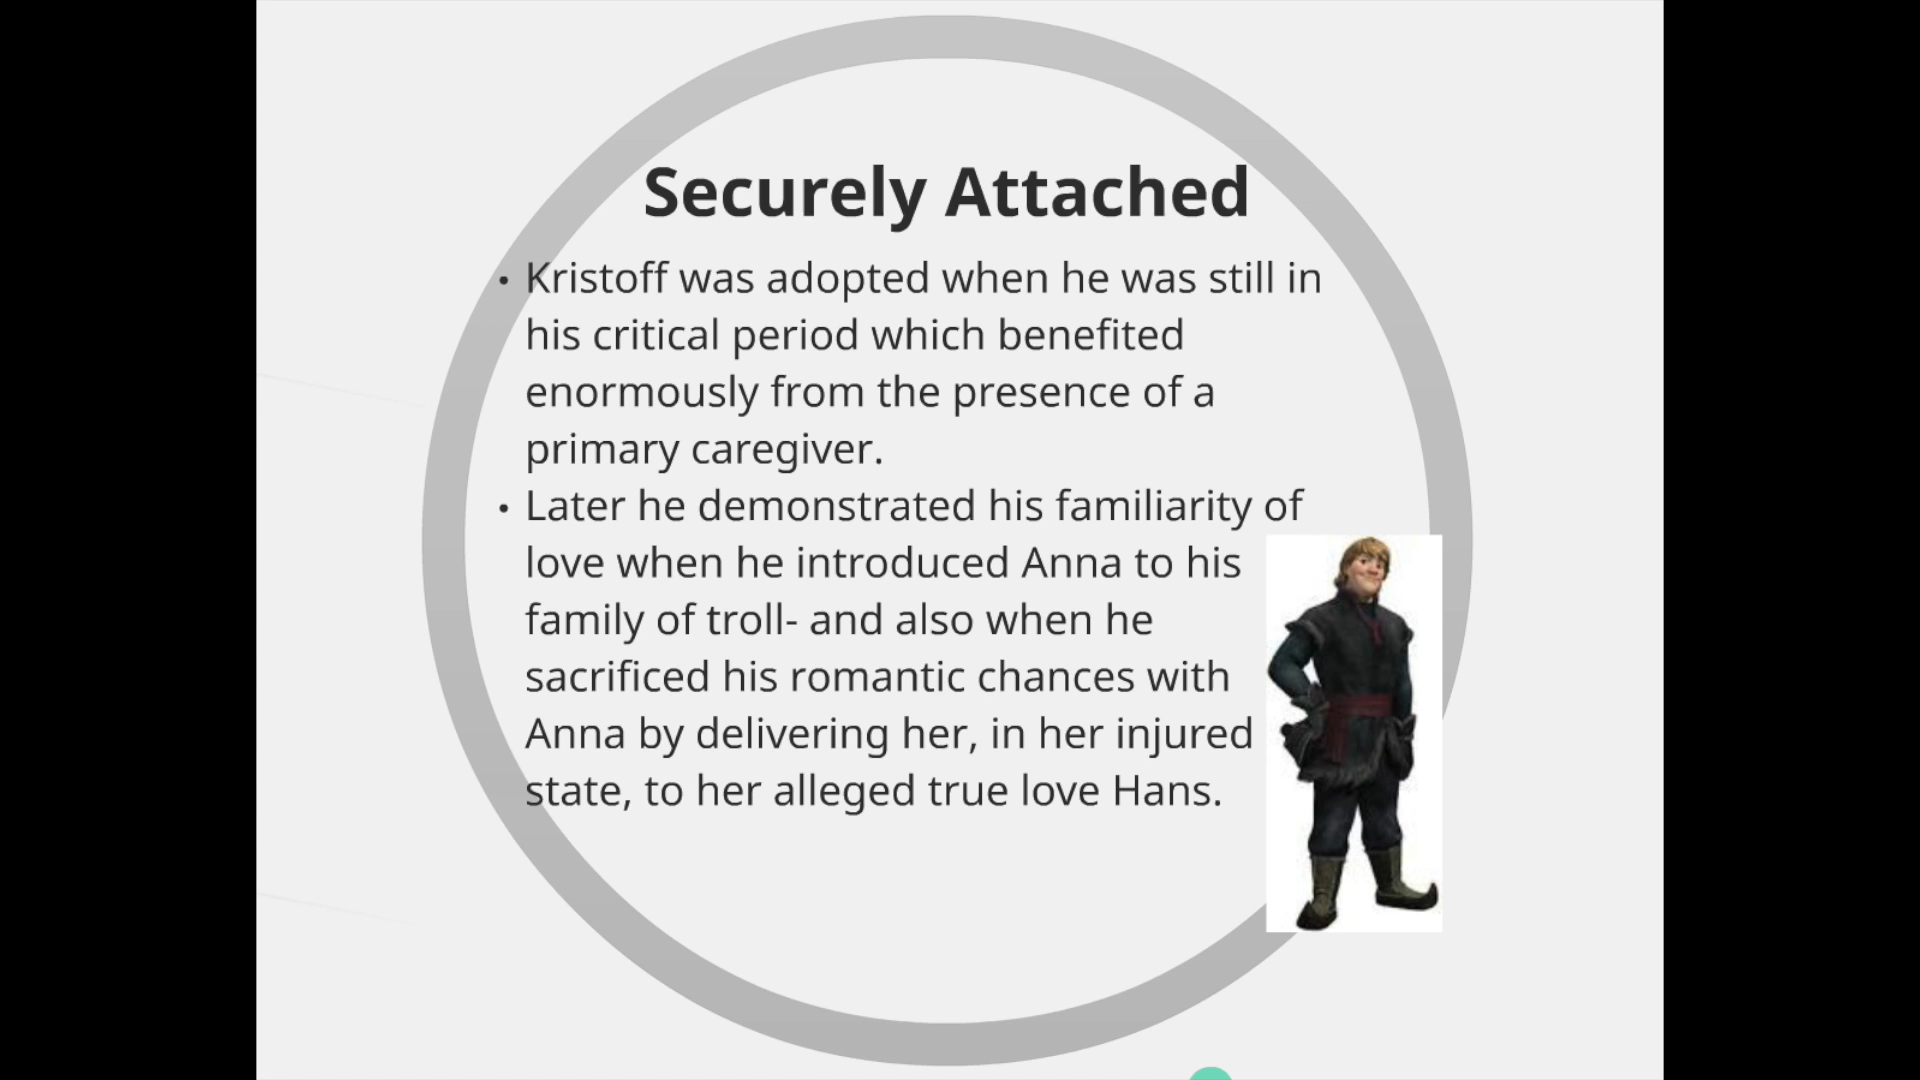 Securely Attached
• Kristoff was adopted when he was still in
his critical period which benefited
enormously from the presence of a
primary caregiver.
• Later he demonstrated his familiarity of
love when he introduced Anna to his
family of troll- and also when he
sacrificed his romantic chances with
Anna by delivering her, in her injured
state, to her alleged true love Hans.